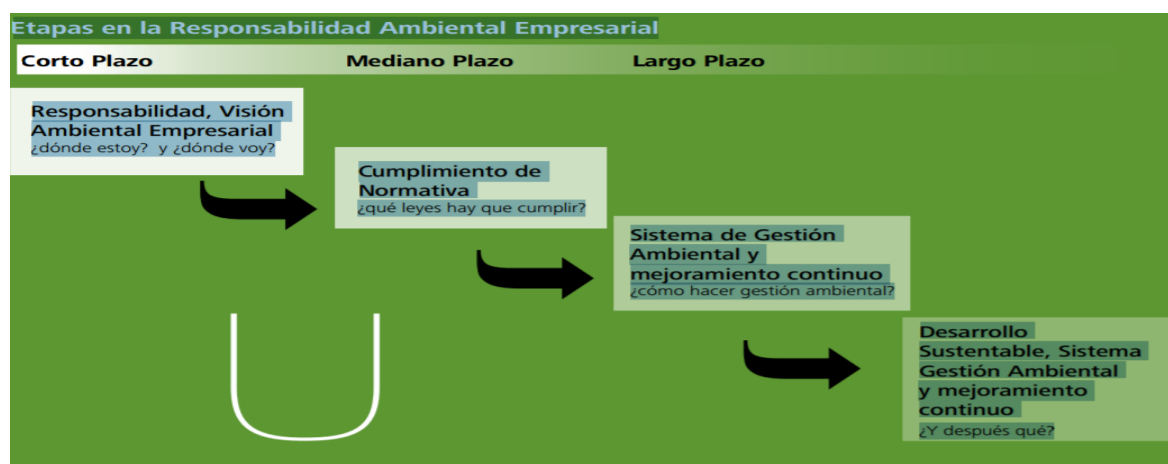 Etapas en la Responsabilidad Ambiental Empresarial
Corto Plazo Mediano Plazo Largo Plazo
Responsabilidad, Visión
Ambiental Empresarial
¿dónde estoy? y ¿dónde voy?
Cumplimiento de
Normativa
¿qué leyes hay que cumplir?
Sistema de Gestión
Ambiental y
mejoramiento continuo
¿cómo hacer gestión ambiental?
Desarrollo
Sustentable, Sistema
Gestión Ambiental
y mejoramiento
continuo
¿Y después qué?